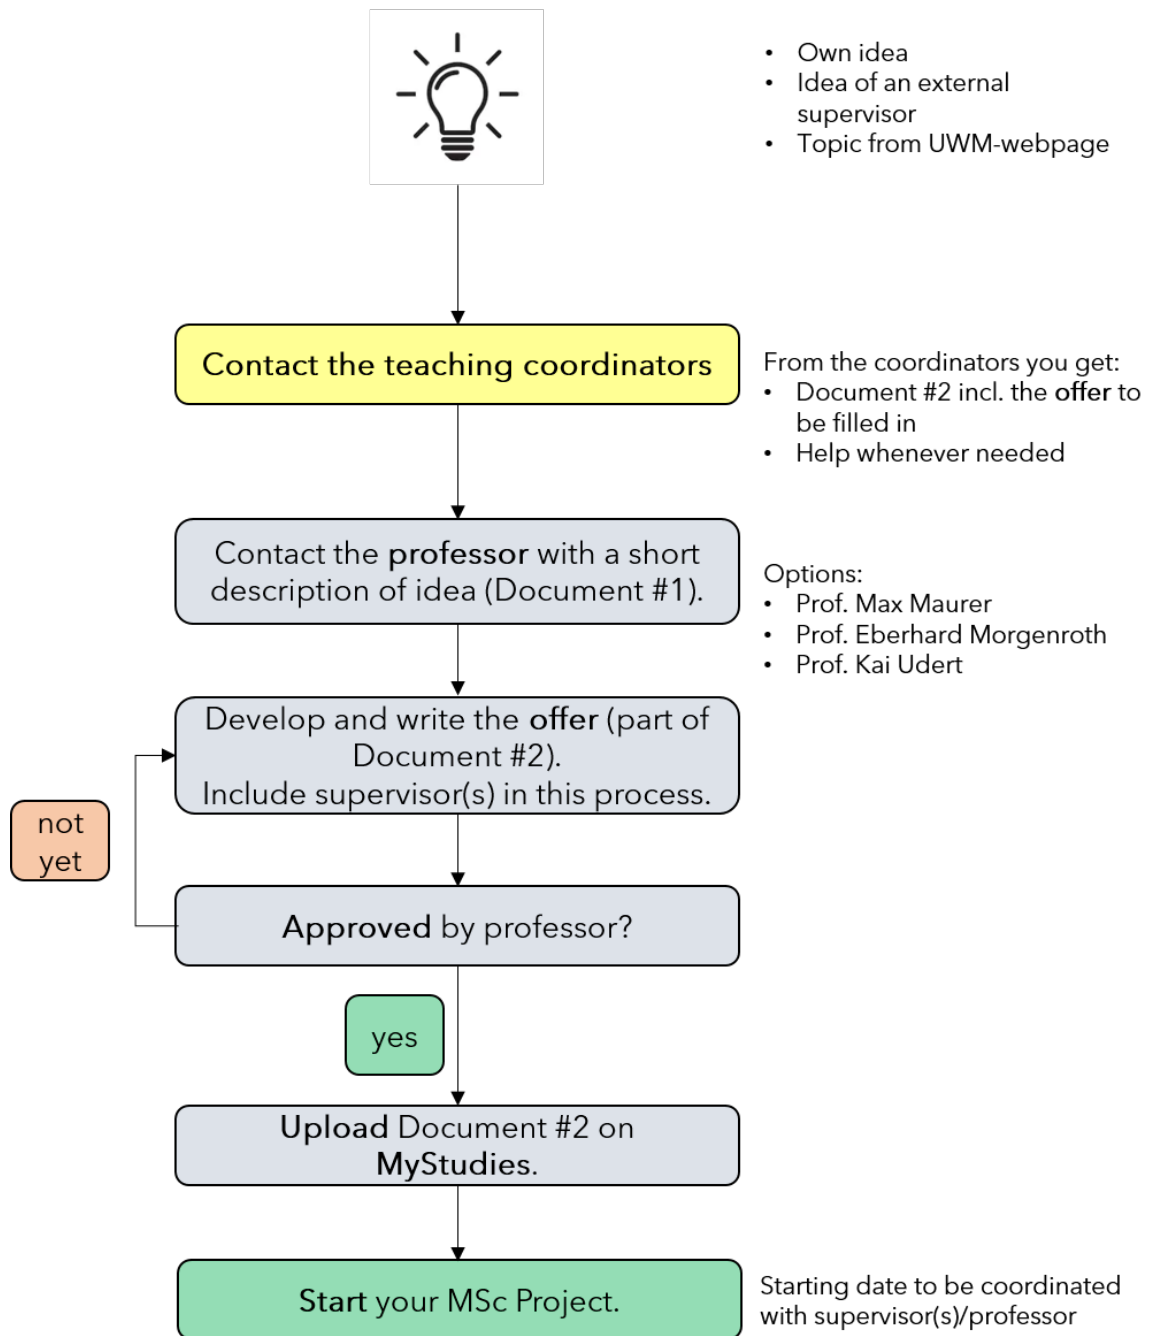 • Own idea
• Idea of an external
supervisor
• Topic from UWM-webpage
Contact the teaching coordinators
From the coordinators you get:
• Document #2 incl. the offer to
be filled in
• Help whenever needed
Contact the professor with a short
description of idea (Document #1).
Options:
• Prof. Max Maurer
• Prof. Eberhard Morgenroth
• Prof. Kai Udert
Develop and write the offer (part of
Document #2).
Include supervisor(s) in this process.
not
yet
Approved by professor?
yes
Upload Document #2 on
MyStudies.
Start your MSc Project.
Starting date to be coordinated
with supervisor(s)/professor